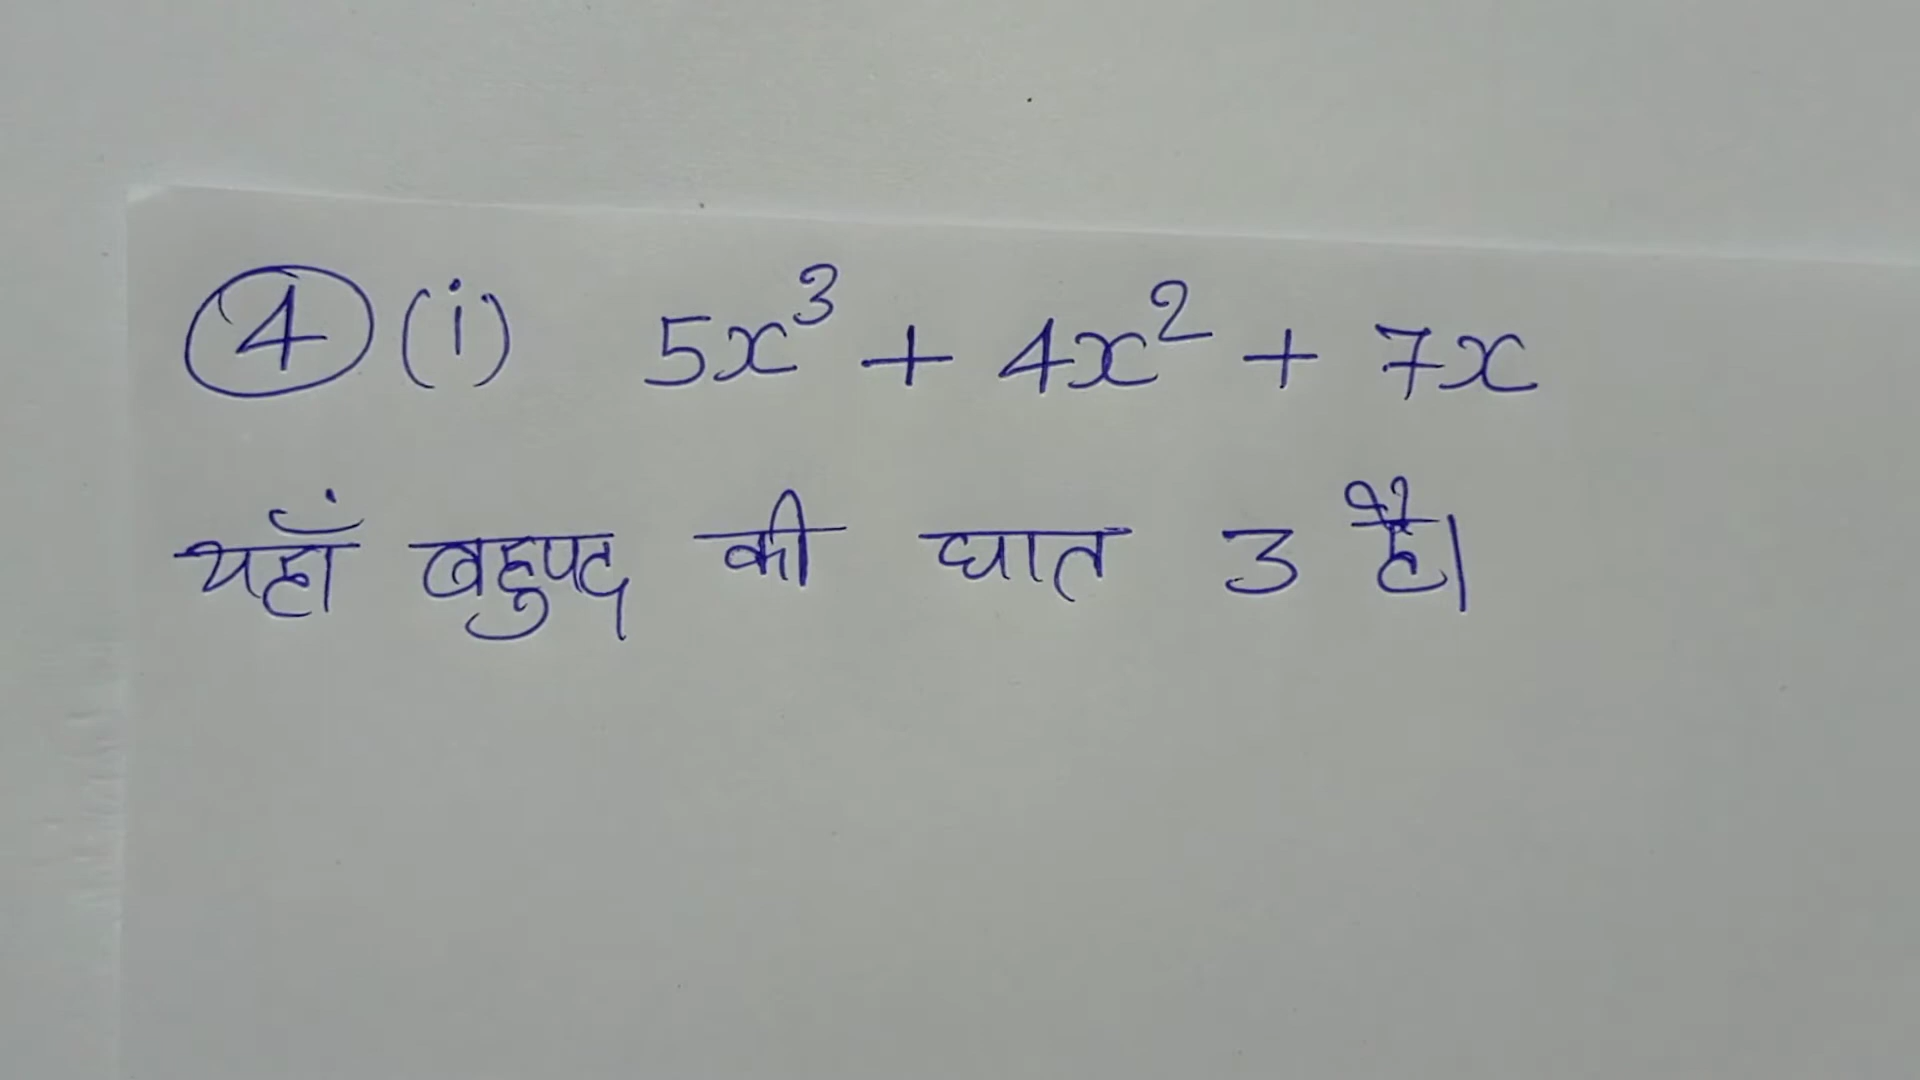 4 (i) 5x³ + 4x² + 7x
यहाँ बहुपद की घात 3 है।